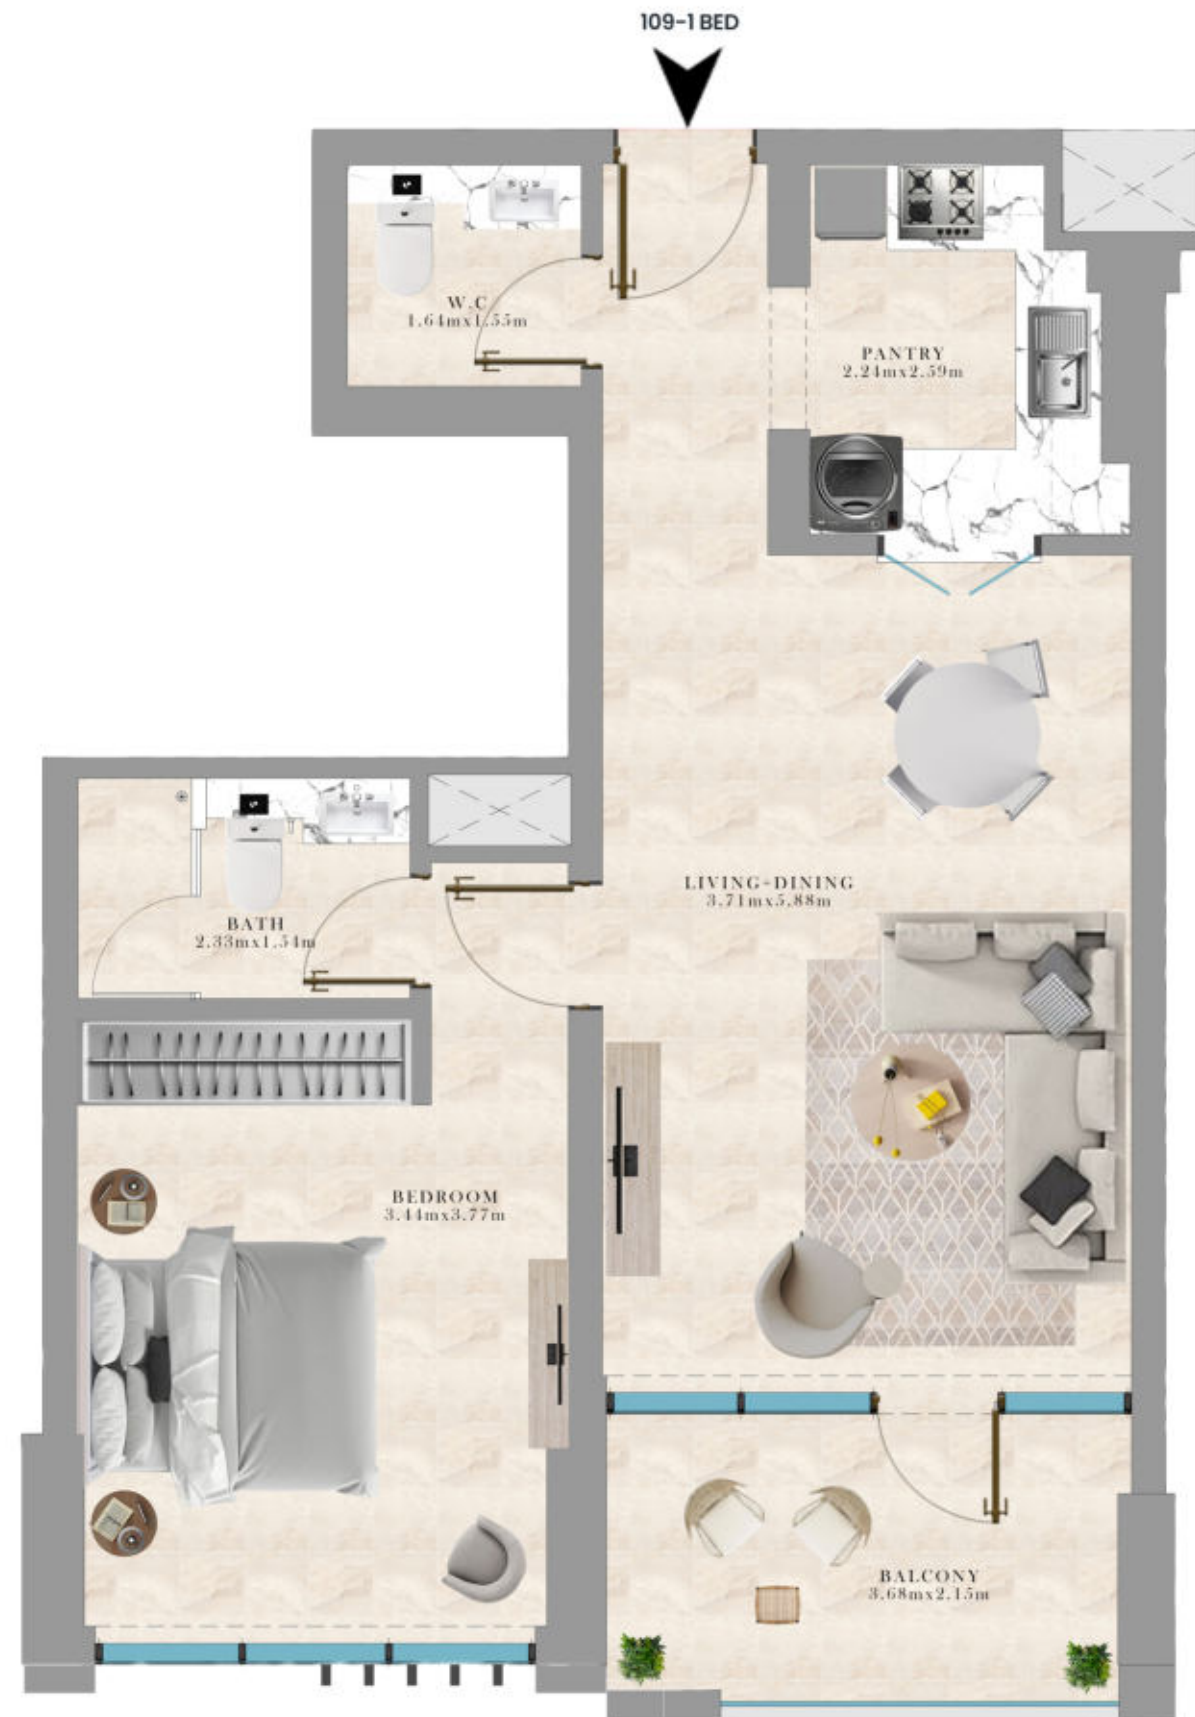 109-1 BED
W.C
1.64mx1.55m
PANTRY
2.24mx2.59m
LIVING+DINING
3.71mx5.88m
BATH
2.33mx1.54m
BEDROOM
3.44mx3.77m
BALCONY
3.68mx2.15m